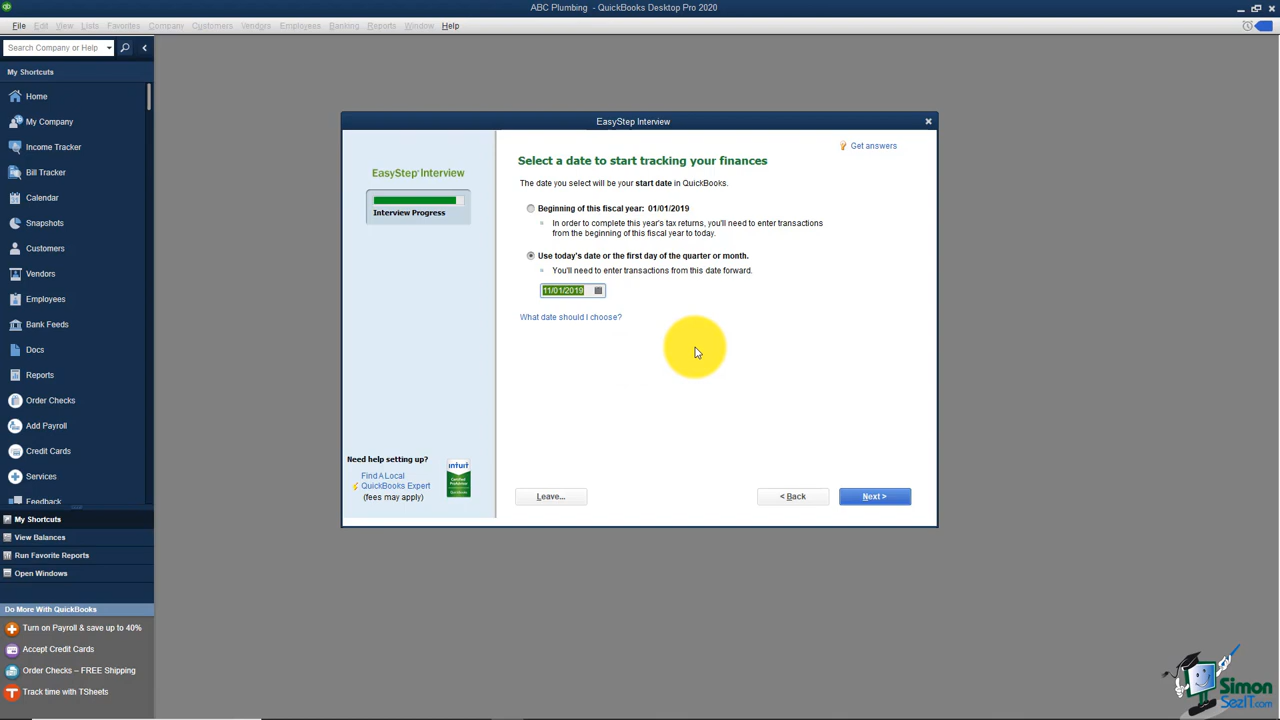 ABC Plumbing - QuickBooks Desktop Pro 2020
File Edit View Lists Favorites Company Customers Vendors Employees Banking Reports Window Help
Search Company or Help
My Shortcuts
Home
My Company
Income Tracker
Bill Tracker
Calendar
Snapshots
Customers
Vendors
Employees
Bank Feeds
Docs
Reports
Order Checks
Add Payroll
Credit Cards
Services
Feedback
My Shortcuts
View Balances
Run Favorite Reports
Open Windows
Do More With QuickBooks
Turn on Payroll & save up to 40%
Accept Credit Cards
Order Checks – FREE Shipping
Track time with TSheets
EasyStep Interview
EasyStep® Interview
Interview Progress
Need help setting up?
Find A Local
QuickBooks Expert
(fees may apply)
intuit
Get answers
Select a date to start tracking your finances
The date you select will be your start date in QuickBooks.
Beginning of this fiscal year: 01/01/2019
In order to complete this year's tax returns, you'll need to enter transactions
from the beginning of this fiscal year to today.
Use today's date or the first day of the quarter or month.
You'll need to enter transactions from this date forward.
11/01/2019
What date should I choose?
Leave...
< Back
Next >
Simon
SezIT.com